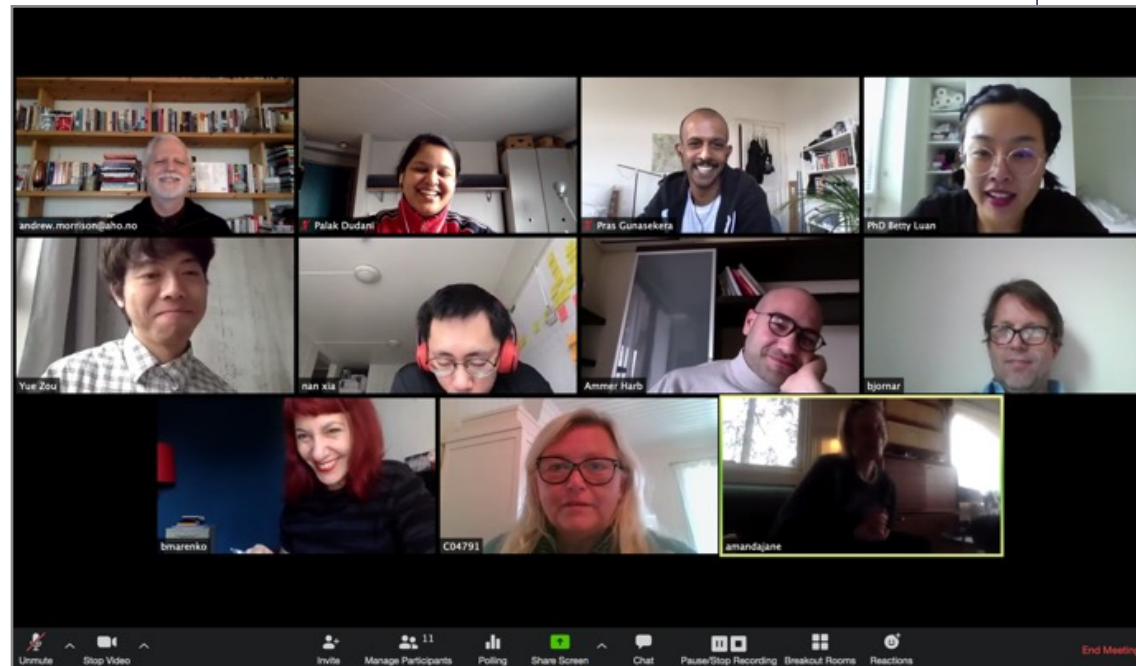 andrew.morrison@aho.no
Palak Dudani
Pras Gunasekera
PhD Betty Luan
Yue Zou
nan xia
Ammer Harb
bjornar
bmarenko
C04791
amandajane
11
Unmute
Stop Video
Invite
Manage Participants
Polling
Share Screen
Chat
Pause/Stop Recording
Breakout Rooms
Reactions
End Meeting